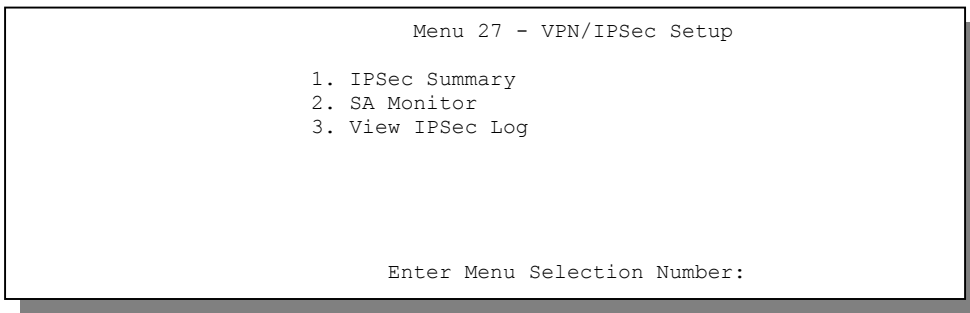 Menu 27 - VPN/IPSec Setup
1. IPSec Summary
2. SA Monitor
3. View IPSec Log
Enter Menu Selection Number: